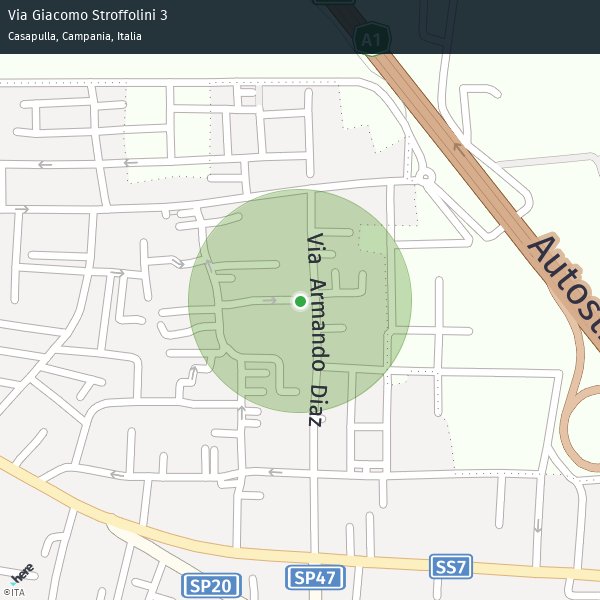 Via Giacomo Stroffolini 3
Casapulla, Campania, Italia
A1
Autost
Via Armando Diaz
SS7
SP47
SP20
here
©ITA